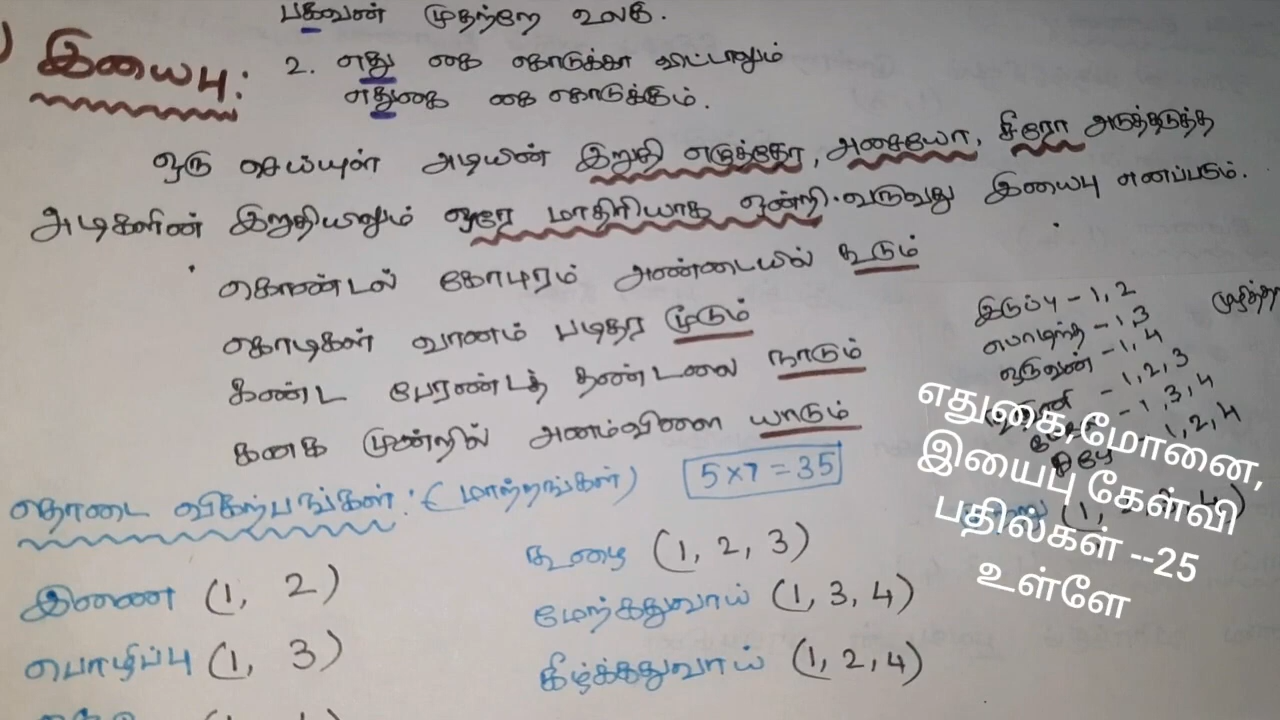 பகவன் முதற்றே உலகு.
இயைபு:
2. எது கை கொடுக்கா விட்டாலும்
எதுகை கை கொடுக்கும்.
ஒரு செய்யுள் அடியின் இறுதி எழுத்தோ, அசையோ, சீரோ அடுத்தடுத்த
அடிகளின் இறுதியிலும் ஒரே மாதிரியாக ஒன்றி வருவது இயைபு எனப்படும்.
கொண்டல் கோபுரம் அண்டையில் கூடும்
கொடிகள் வானம் படிதர மூடும்
கண்ட பேரண்டத் தண்டலை நாடும்
கனக முன்றில் அனம்விளை யாடும்
தொடை விகற்பங்கள்: (மாற்றங்கள்)
5x7=35
இணை (1, 2)
பொழிப்பு (1, 3)
கூழை (1, 2, 3)
மேற்கதுவாய் (1, 3, 4)
கீழ்க்கதுவாய் (1, 2, 4)
இடுப்பு - 1, 2
- 1, 3
ஒருவன் - 1, 4
- 1, 2, 3
- 1, 3, 4
1, 2, 4
எதுகை,மோனை,
இயைபு கேள்வி
பதில்கள் --25
உள்ளே